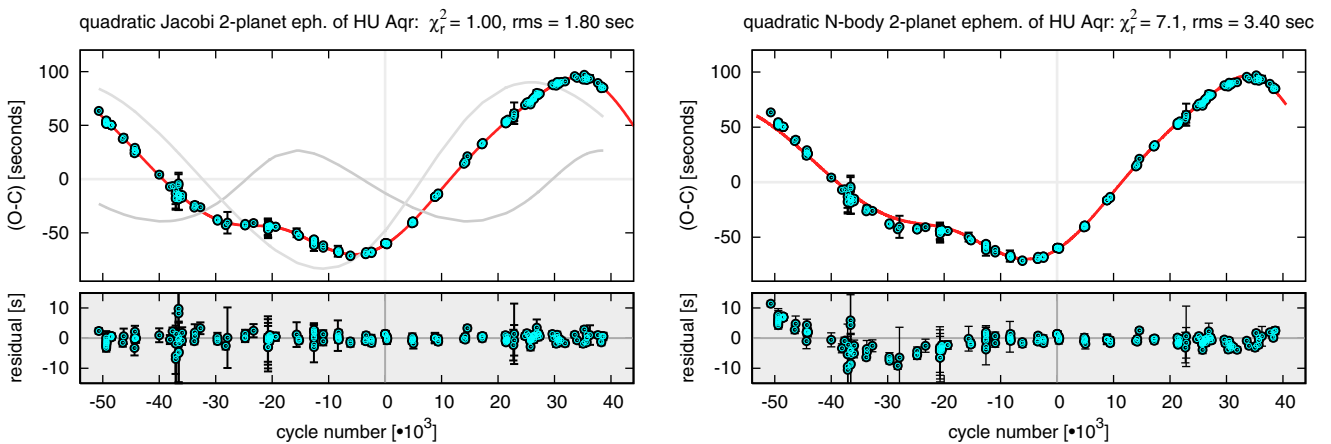 quadratic Jacobi 2-planet eph. of HU Aqr: χ²ᵣ = 1.00, rms = 1.80 sec
(O-C) [seconds]
100
50
0
-50
residual [s]
10
0
-10
-50 -40 -30 -20 -10 0 10 20 30 40
cycle number [•10³]
quadratic N-body 2-planet ephem. of HU Aqr: χ²ᵣ = 7.1, rms = 3.40 sec
(O-C) [seconds]
100
50
0
-50
residual [s]
10
0
-10
-50 -40 -30 -20 -10 0 10 20 30 40
cycle number [•10³]